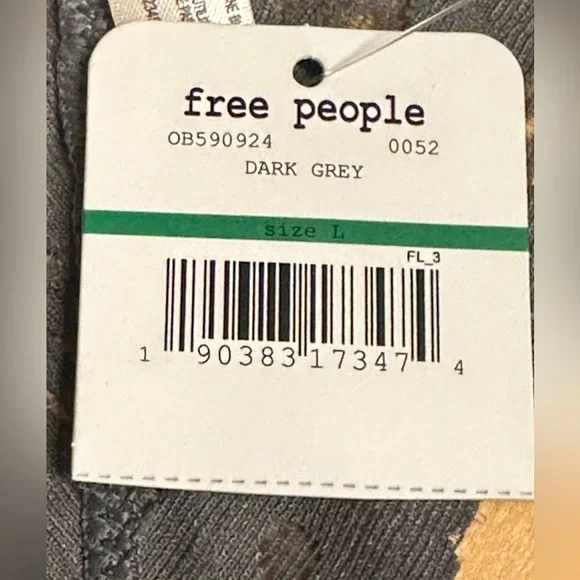 free people
OB590924 0052
DARK GREY
size L
FL_3
1 90383 17347 4